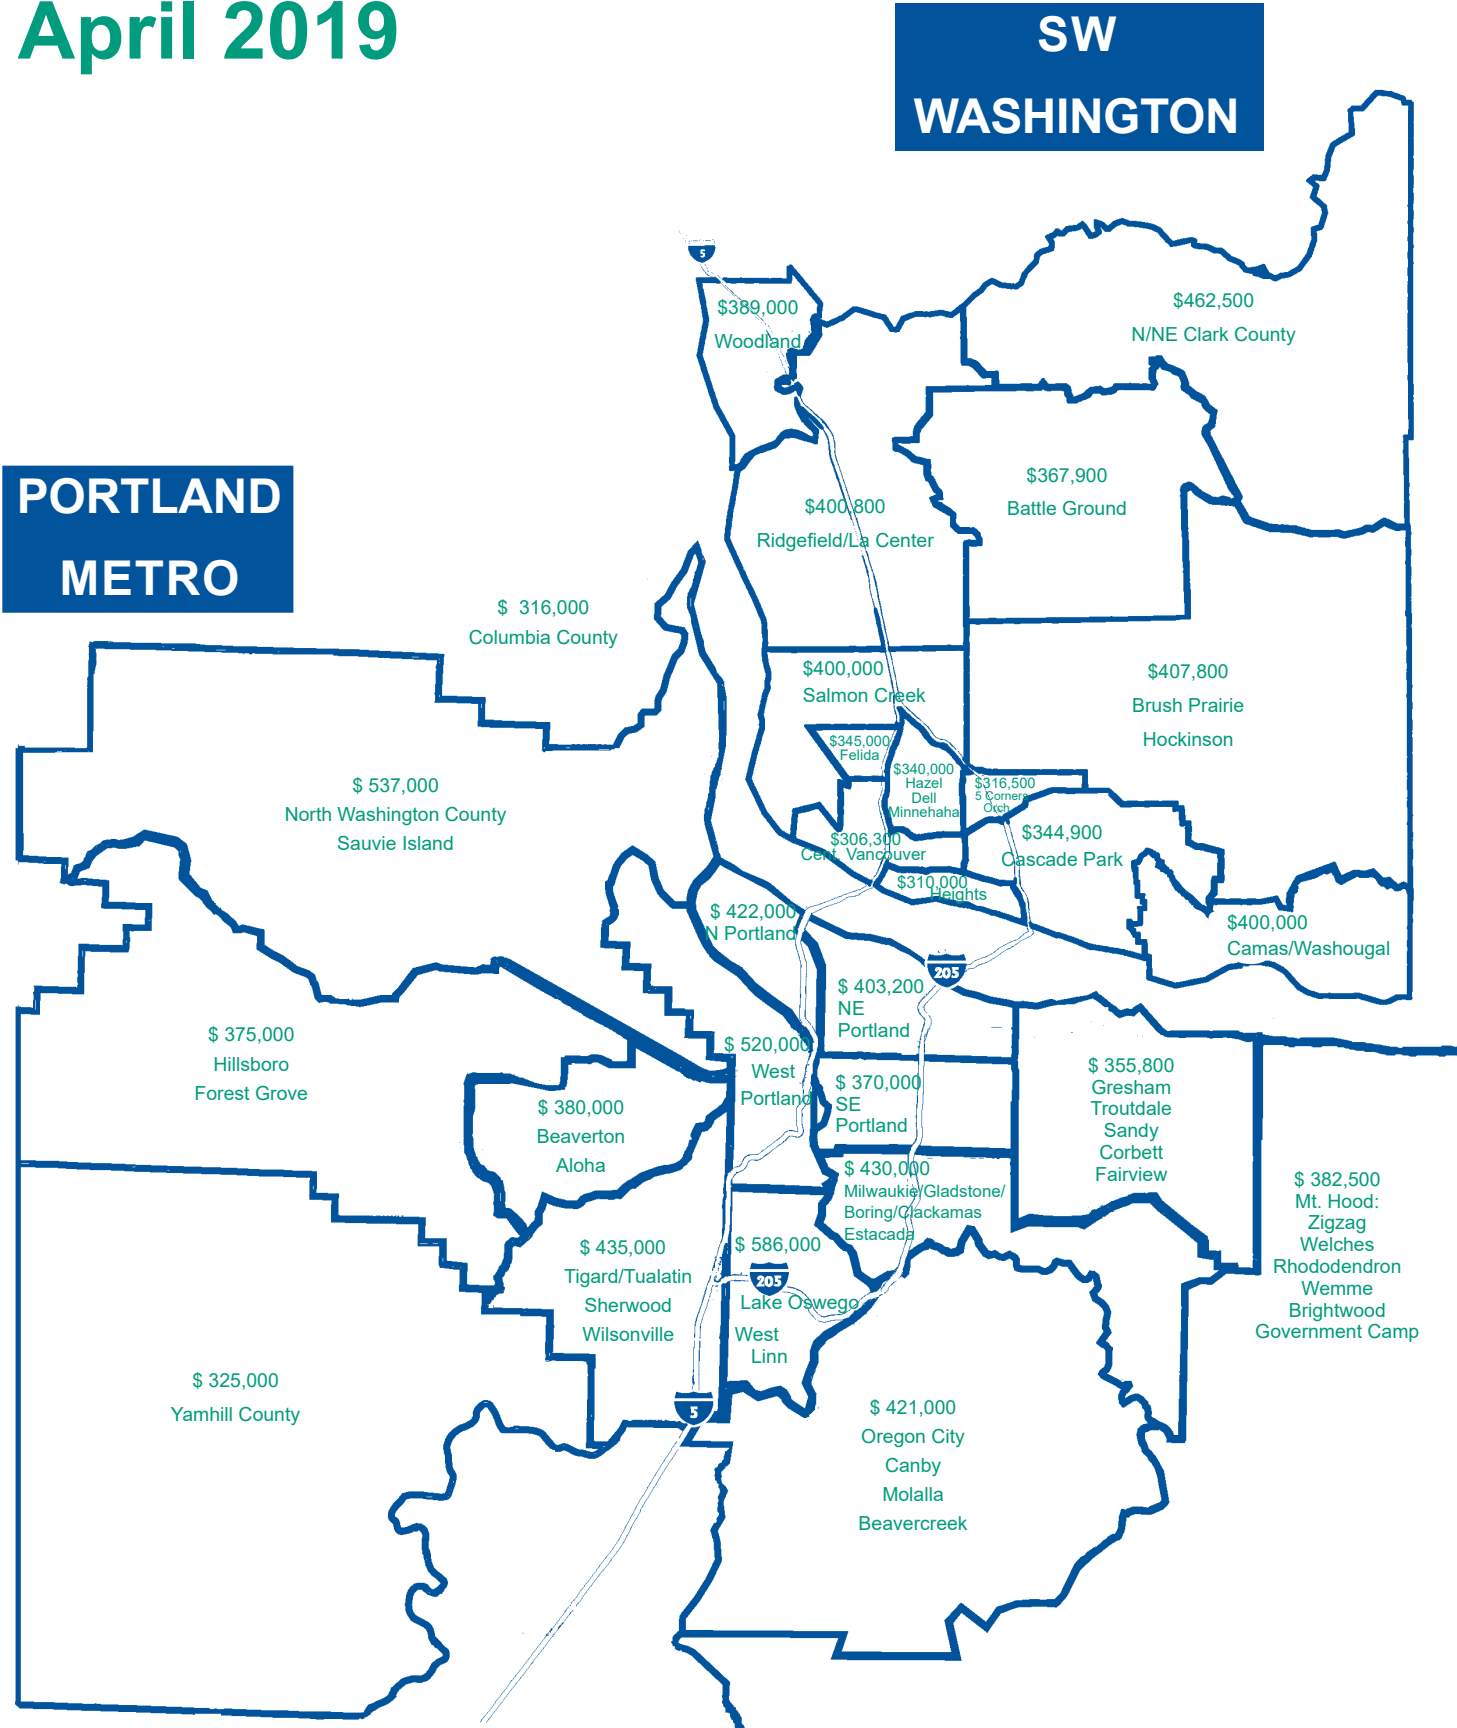 April 2019
SW
WASHINGTON
5
$389,000
Woodland
$462,500
N/NE Clark County
$367,900
Battle Ground
$400,800
Ridgefield/La Center
PORTLAND
METRO
$ 316,000
Columbia County
$400,000
Salmon Creek
$407,800
Brush Prairie
Hockinson
$345,000
Felida
$340,000
Hazel
Dell
Minnehaha
$316,500
5 Corners
Orch
$ 537,000
North Washington County
Sauvie Island
$306,300
Cent. Vancouver
$344,900
Cascade Park
$310,000
Heights
$400,000
Camas/Washougal
$ 422,000
N Portland
205
$ 403,200
NE
Portland
$ 375,000
Hillsboro
Forest Grove
$ 520,000
West
Portland
$ 370,000
SE
Portland
$ 355,800
Gresham
Troutdale
Sandy
Corbett
Fairview
$ 380,000
Beaverton
Aloha
$ 430,000
Milwaukie/Gladstone/
Boring/Clackamas
Estacada
$ 382,500
Mt. Hood:
Zigzag
Welches
Rhododendron
Wemme
Brightwood
Government Camp
$ 435,000
Tigard/Tualatin
Sherwood
Wilsonville
$ 586,000
205
Lake Oswego
West
Linn
$ 325,000
Yamhill County
5
$ 421,000
Oregon City
Canby
Molalla
Beavercreek